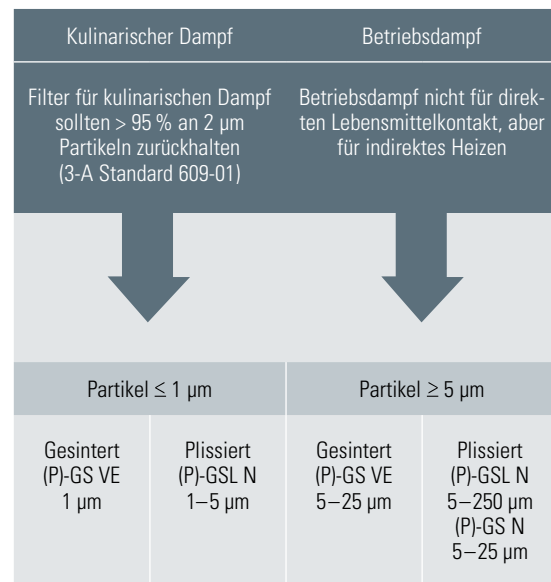 Kulinarischer Dampf
Betriebsdampf
Filter für kulinarischen Dampf
sollten > 95 % an 2 µm
Partikeln zurückhalten
(3-A Standard 609-01)
Betriebsdampf nicht für direk-
ten Lebensmittelkontakt, aber
für indirektes Heizen
Partikel ≤ 1 µm
Partikel ≥ 5 µm
Gesintert
(P)-GS VE
1 µm
Plissiert
(P)-GSL N
1–5 µm
Gesintert
(P)-GS VE
5–25 µm
Plissiert
(P)-GSL N
5–250 µm
(P)-GS N
5–25 µm